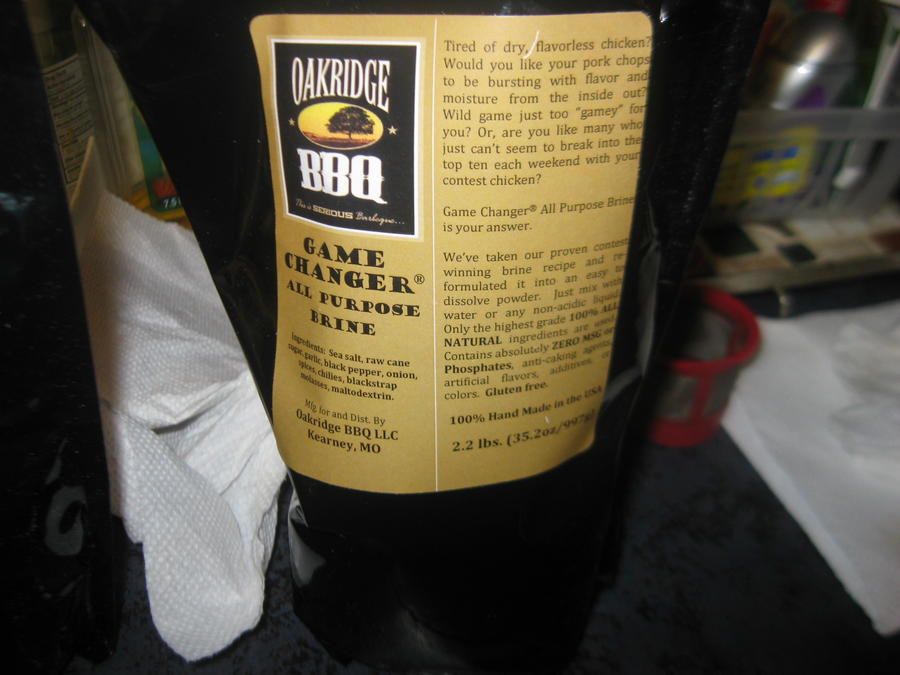 OAKRIDGE
BBQ
This is SERIOUS Barbeque...
GAME
CHANGER®
ALL PURPOSE
BRINE
Ingredients: Sea salt, raw cane
sugar, garlic, black pepper, onion,
spices, chilies, blackstrap
molasses, maltodextrin.
Mfg. for and Dist. By
Oakridge BBQ LLC
Kearney, MO
Tired of dry, flavorless chicken?
Would you like your pork chops
to be bursting with flavor and
moisture from the inside out?
Wild game just too "gamey" for
you? Or, are you like many who
just can't seem to break into the
top ten each weekend with your
contest chicken?
Game Changer® All Purpose Brine
is your answer.
We've taken our proven contest
winning brine recipe and re-
formulated it into an easy to
dissolve powder. Just mix with
water or any non-acidic liquid.
Only the highest grade 100% ALL
NATURAL ingredients are used.
Contains absolutely ZERO MSG or
Phosphates, anti-caking agents,
artificial flavors, additives, or
colors. Gluten free.
100% Hand Made in the USA
2.2 lbs. (35.2oz/997g)